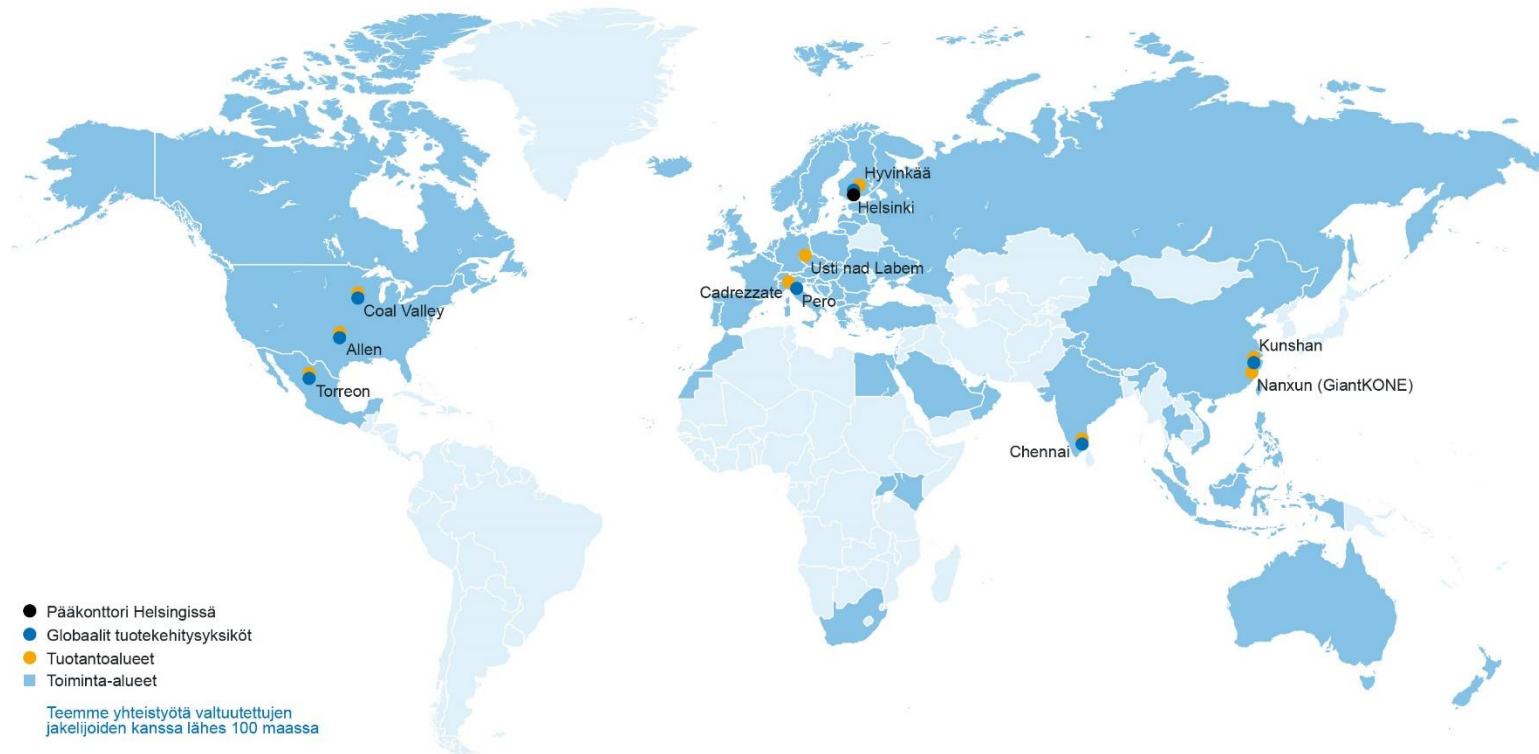 Hyvinkää
Helsinki
Usti nad Labem
Cadrezzate
Pero
Coal Valley
Allen
Torreon
Kunshan
Nanxun (GiantKONE)
Chennai
Pääkonttori Helsingissä
Globaalit tuotekehitysyksiköt
Tuotantoalueet
Toiminta-alueet
Teemme yhteistyötä valtuutettujen
jakelijoiden kanssa lähes 100 maassa